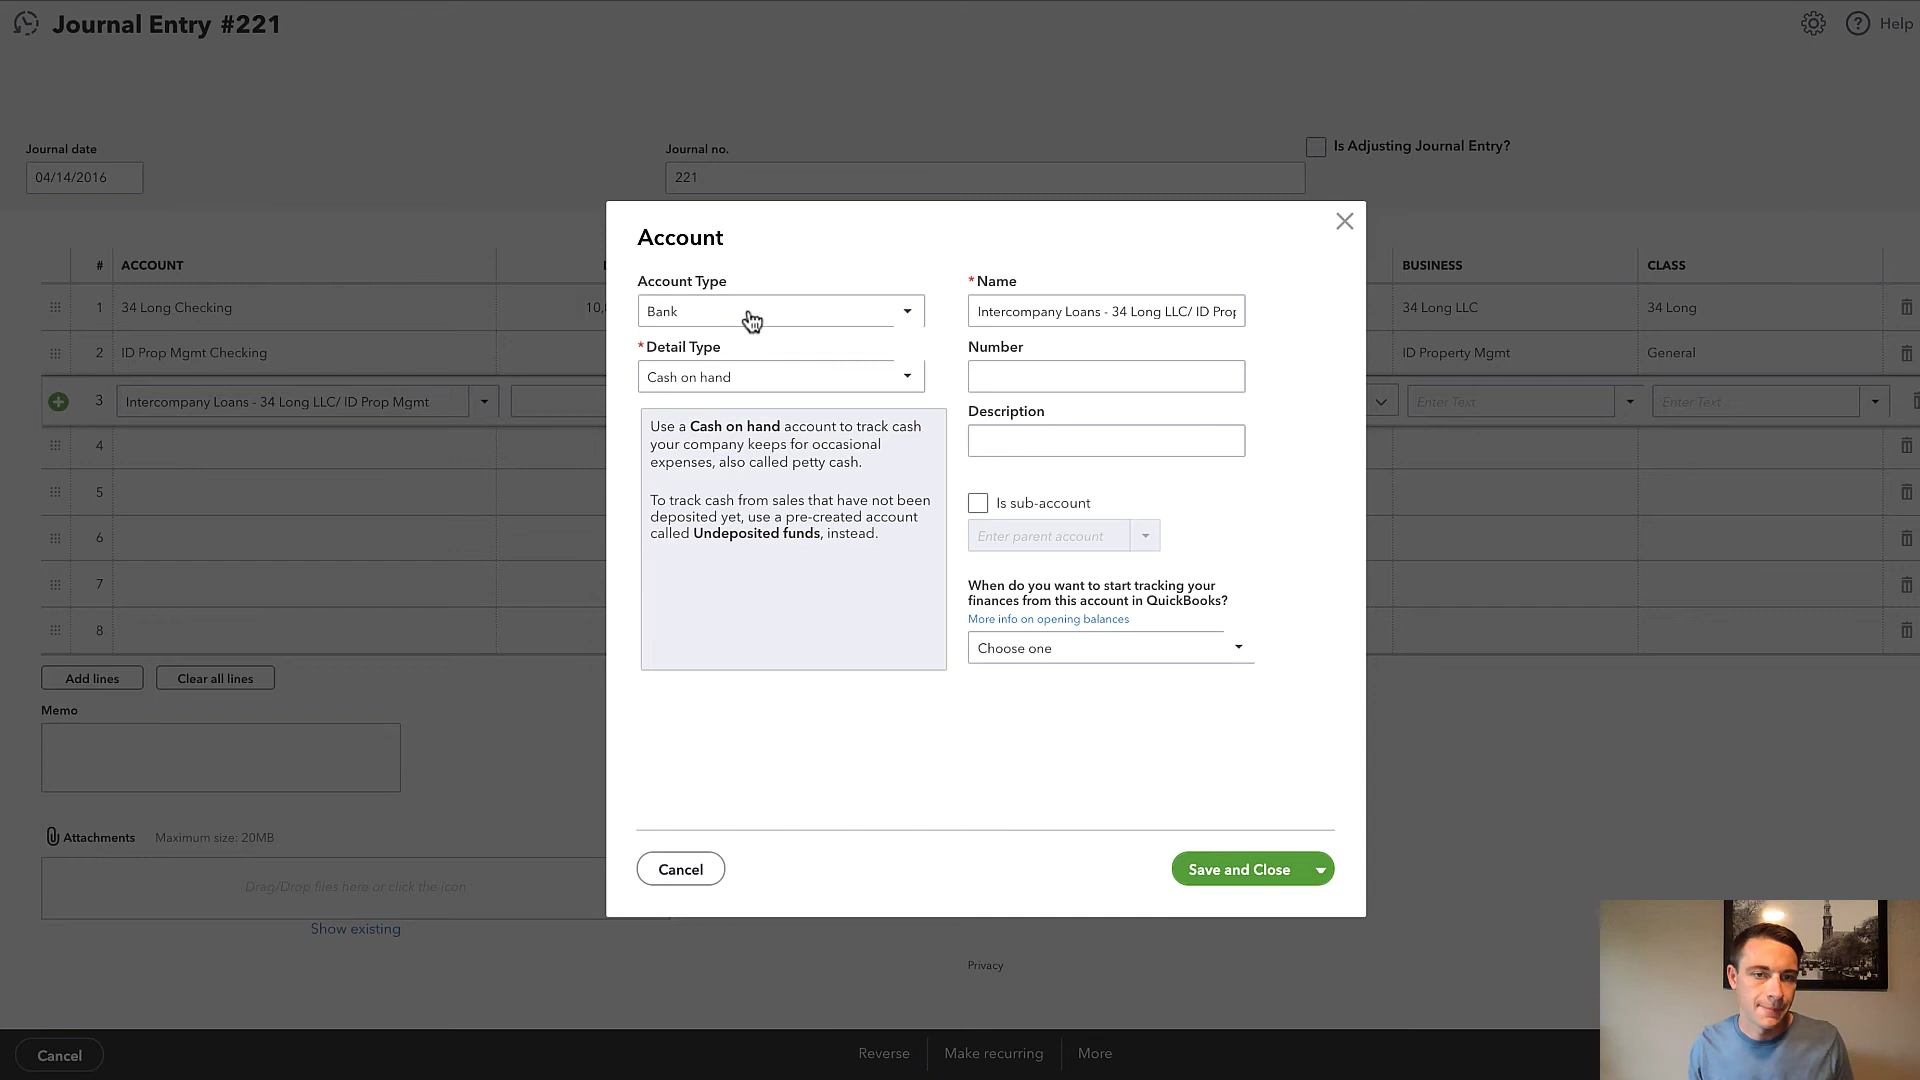 Journal Entry #221
Help
Journal date
04/14/2016
Journal no.
221
Is Adjusting Journal Entry?
# ACCOUNT
BUSINESS CLASS
1 34 Long Checking 34 Long LLC 34 Long
2 ID Prop Mgmt Checking ID Property Mgmt General
3 Intercompany Loans - 34 Long LLC/ ID Prop Mgmt Enter Text Enter Text
4
5
6
7
8
Add lines Clear all lines
Memo
Attachments Maximum size: 20MB
Drag/Drop files here or click the icon
Show existing
Account
Account Type
Bank
* Detail Type
Cash on hand
Use a Cash on hand account to track cash
your company keeps for occasional
expenses, also called petty cash.
To track cash from sales that have not been
deposited yet, use a pre-created account
called Undeposited funds, instead.
* Name
Intercompany Loans - 34 Long LLC/ ID Prop
Number
Description
Is sub-account
Enter parent account
When do you want to start tracking your
finances from this account in QuickBooks?
More info on opening balances
Choose one
Cancel Save and Close
Privacy
Cancel Reverse Make recurring More